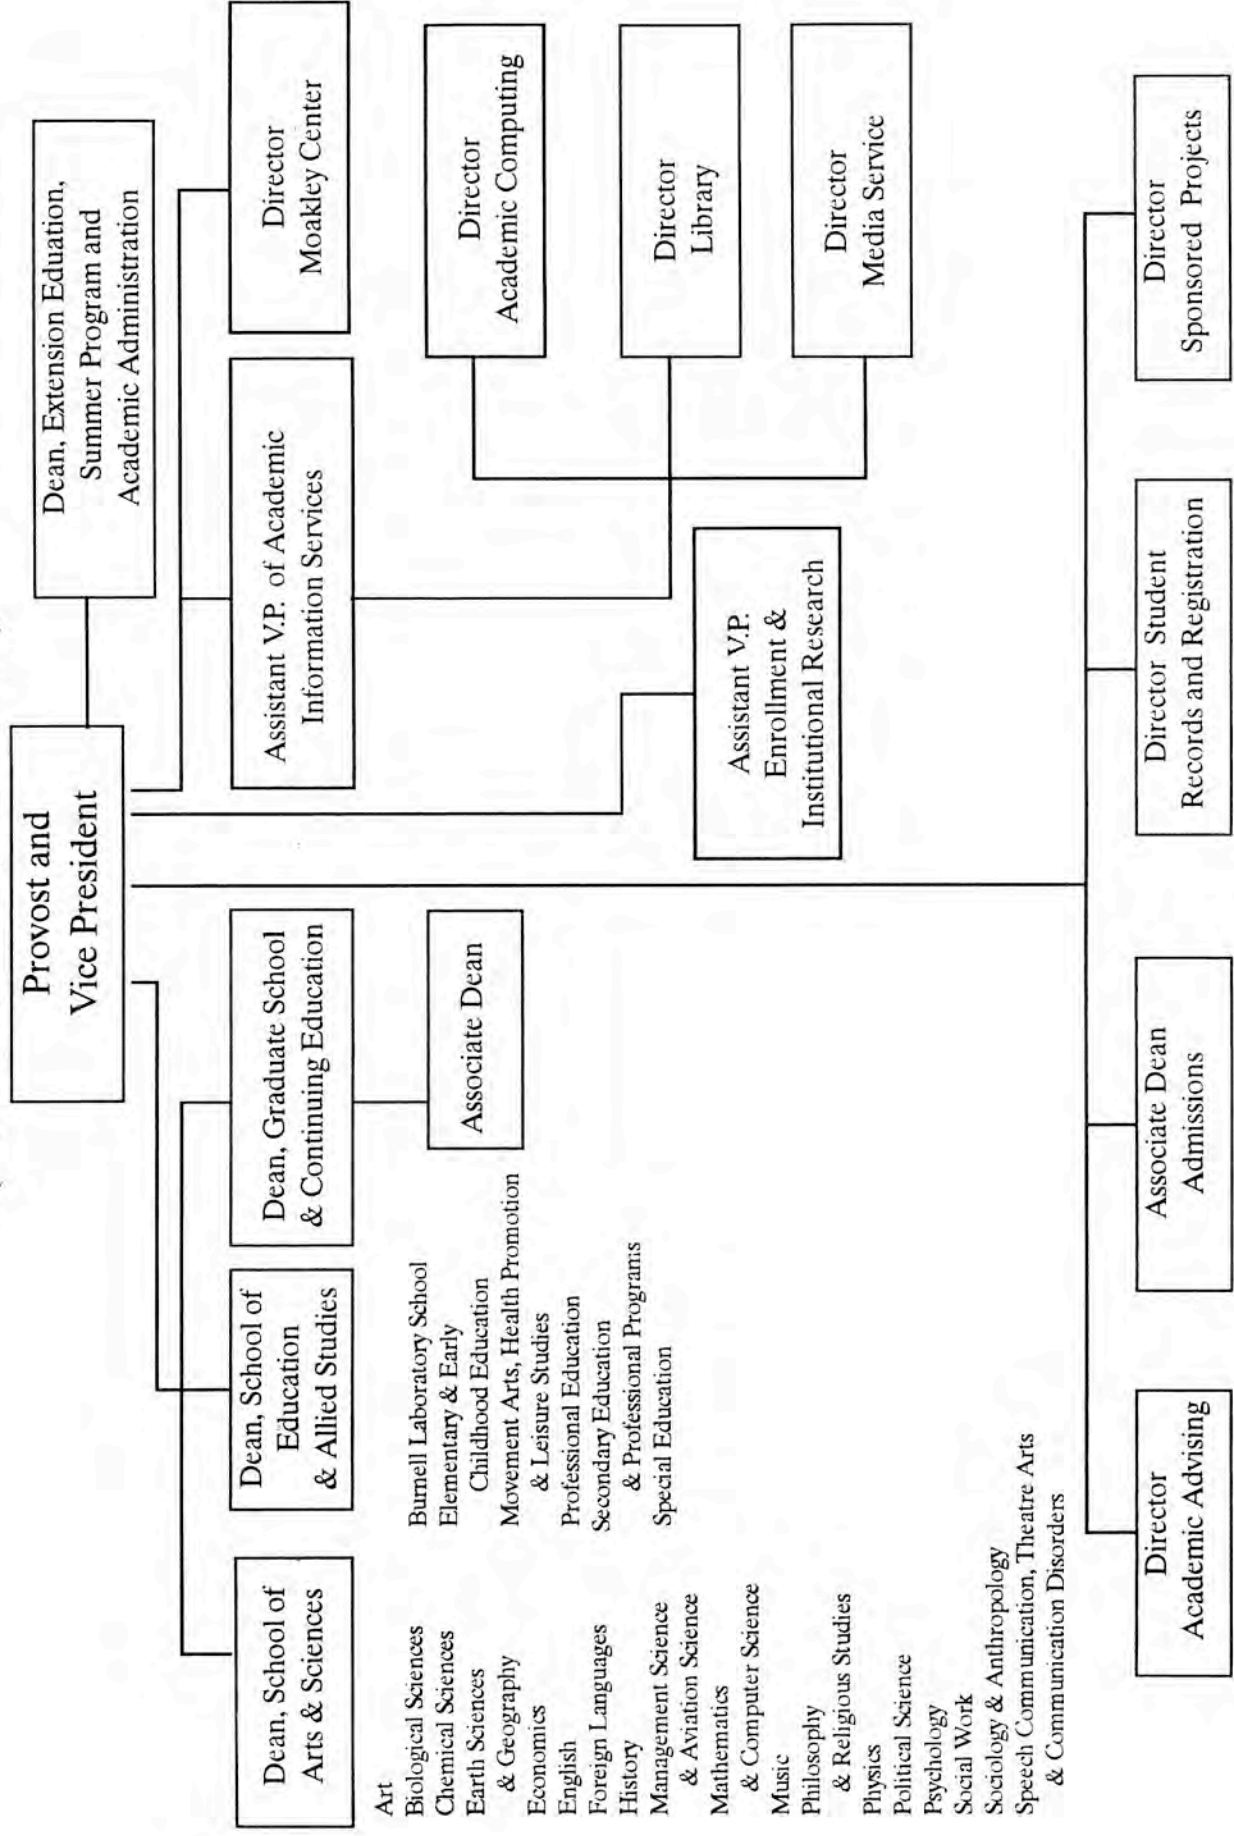 Provost and
Vice President
Dean, Extension Eduation,
Summer Program and
Academic Administration
Dean, School of
Arts & Sciences
Dean, School of
Education
& Allied Studies
Dean, Graduate School
& Continuing Education
Assistant V.P. of Academic
Information Services
Director
Moakley Center
Art
Biological Sciences
Chemical Sciences
Earth Sciences
& Geography
Economics
English
Foreign Languages
History
Management Science
& Aviation Science
Mathematics
& Computer Science
Music
Philosophy
& Religious Studies
Physics
Political Science
Psychology
Social Work
Sociology & Anthropology
Speech Communication, Theatre Arts
& Communication Disorders
Burnell Laboratory School
Elementary & Early
Childhood Education
Movement Arts, Health Promotion
& Leisure Studies
Professional Education
Secondary Education
& Professional Programs
Special Education
Associate Dean
Director
Academic Computing
Director
Library
Director
Media Service
Assistant V.P.
Enrollment &
Institutional Research
Director
Academic Advising
Associate Dean
Admissions
Director Student
Records and Registration
Director
Sponsored Projects